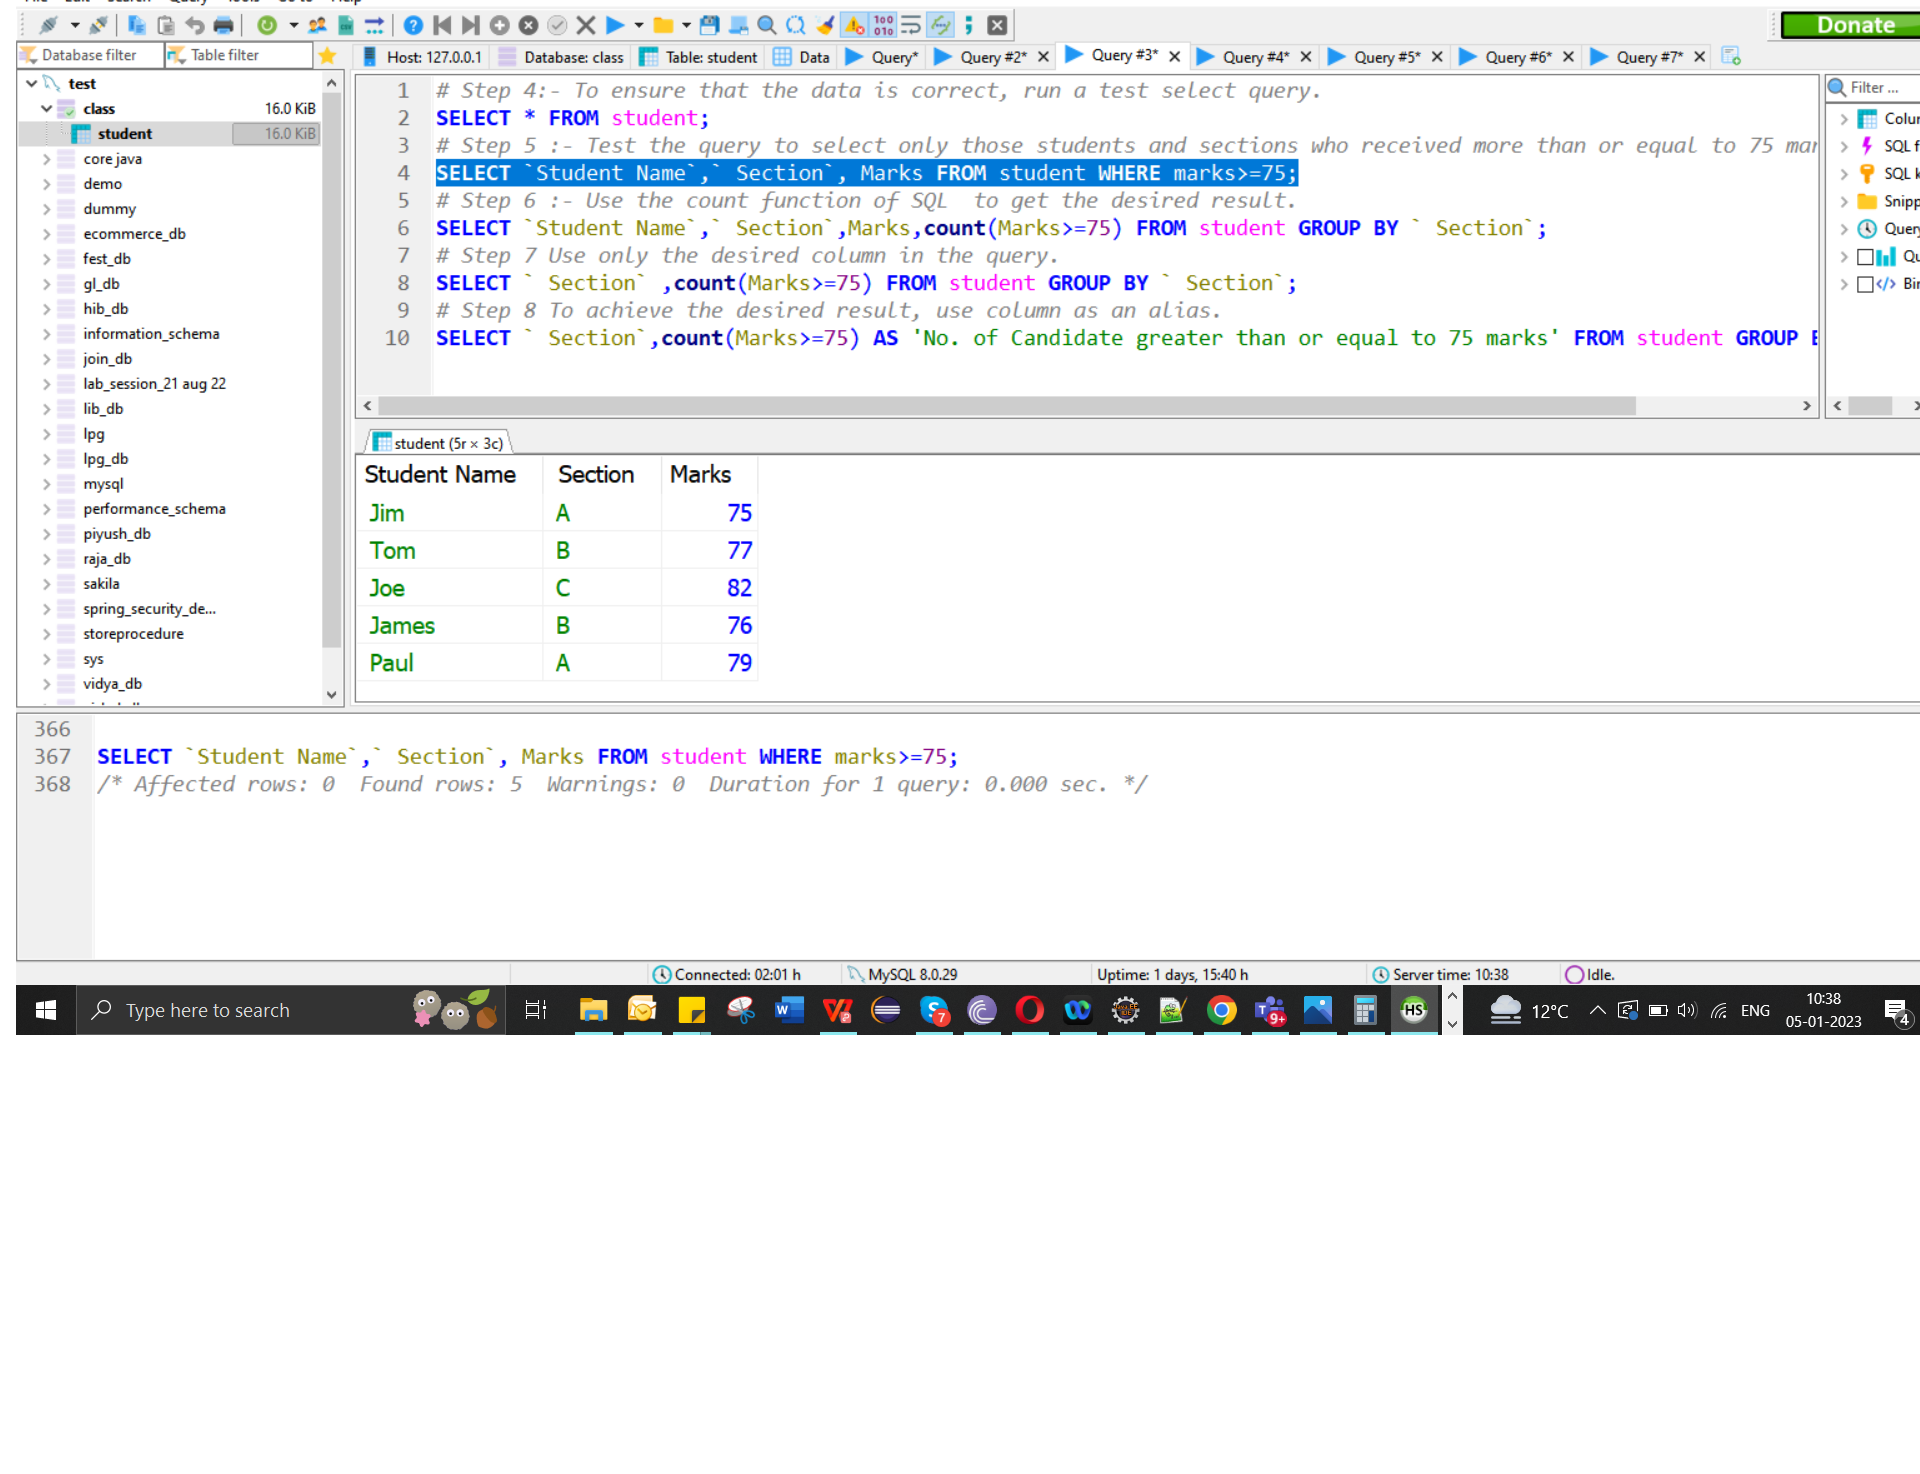 Donate
Database filter
Table filter
Host: 127.0.0.1
Database: class
Table: student
Data
Query*
Query #2*
Query #3*
Query #4*
Query #5*
Query #6*
Query #7*
test
class 16.0 KiB
student 16.0 KiB
core java
demo
dummy
ecommerce_db
fest_db
gl_db
hib_db
information_schema
join_db
lab_session_21 aug 22
lib_db
lpg
lpg_db
mysql
performance_schema
piyush_db
raja_db
sakila
spring_security_de...
storeprocedure
sys
vidya_db
1 # Step 4:- To ensure that the data is correct, run a test select query.
2 SELECT * FROM student;
3 # Step 5 :- Test the query to select only those students and sections who received more than or equal to 75 mar
4 SELECT `Student Name`,` Section`, Marks FROM student WHERE marks>=75;
5 # Step 6 :- Use the count function of SQL  to get the desired result.
6 SELECT `Student Name`,` Section`,Marks,count(Marks>=75) FROM student GROUP BY ` Section`;
7 # Step 7 Use only the desired column in the query.
8 SELECT ` Section` ,count(Marks>=75) FROM student GROUP BY ` Section`;
9 # Step 8 To achieve the desired result, use column as an alias.
10 SELECT ` Section`,count(Marks>=75) AS 'No. of Candidate greater than or equal to 75 marks' FROM student GROUP
Filter ...
Colu
SQL f
SQL k
Snipp
Query
Qu
Bin
student (5r × 3c)
Student Name Section Marks
Jim A 75
Tom B 77
Joe C 82
James B 76
Paul A 79
366
367 SELECT `Student Name`,` Section`, Marks FROM student WHERE marks>=75;
368 /* Affected rows: 0  Found rows: 5  Warnings: 0  Duration for 1 query: 0.000 sec. */
Connected: 02:01 h
MySQL 8.0.29
Uptime: 1 days, 15:40 h
Server time: 10:38
Idle.
Type here to search
HS
12°C
ENG
10:38
05-01-2023
4